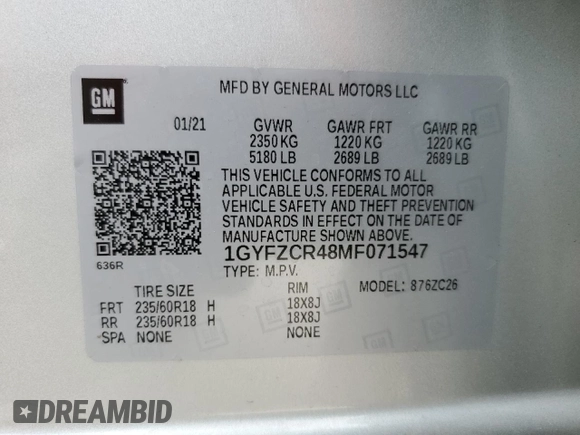 GM
MFD BY GENERAL MOTORS LLC
01/21 GVWR GAWR FRT GAWR RR
2350 KG 1220 KG 1220 KG
5180 LB 2689 LB 2689 LB
THIS VEHICLE CONFORMS TO ALL
APPLICABLE U.S. FEDERAL MOTOR
VEHICLE SAFETY AND THEFT PREVENTION
STANDARDS IN EFFECT ON THE DATE OF
MANUFACTURE SHOWN ABOVE.
636R
1GYFZCR48MF071547
TYPE: M.P.V.
TIRE SIZE RIM MODEL: 876ZC26
FRT 235/60R18 H 18X8J
RR 235/60R18 H 18X8J
SPA NONE NONE
DREAMBID